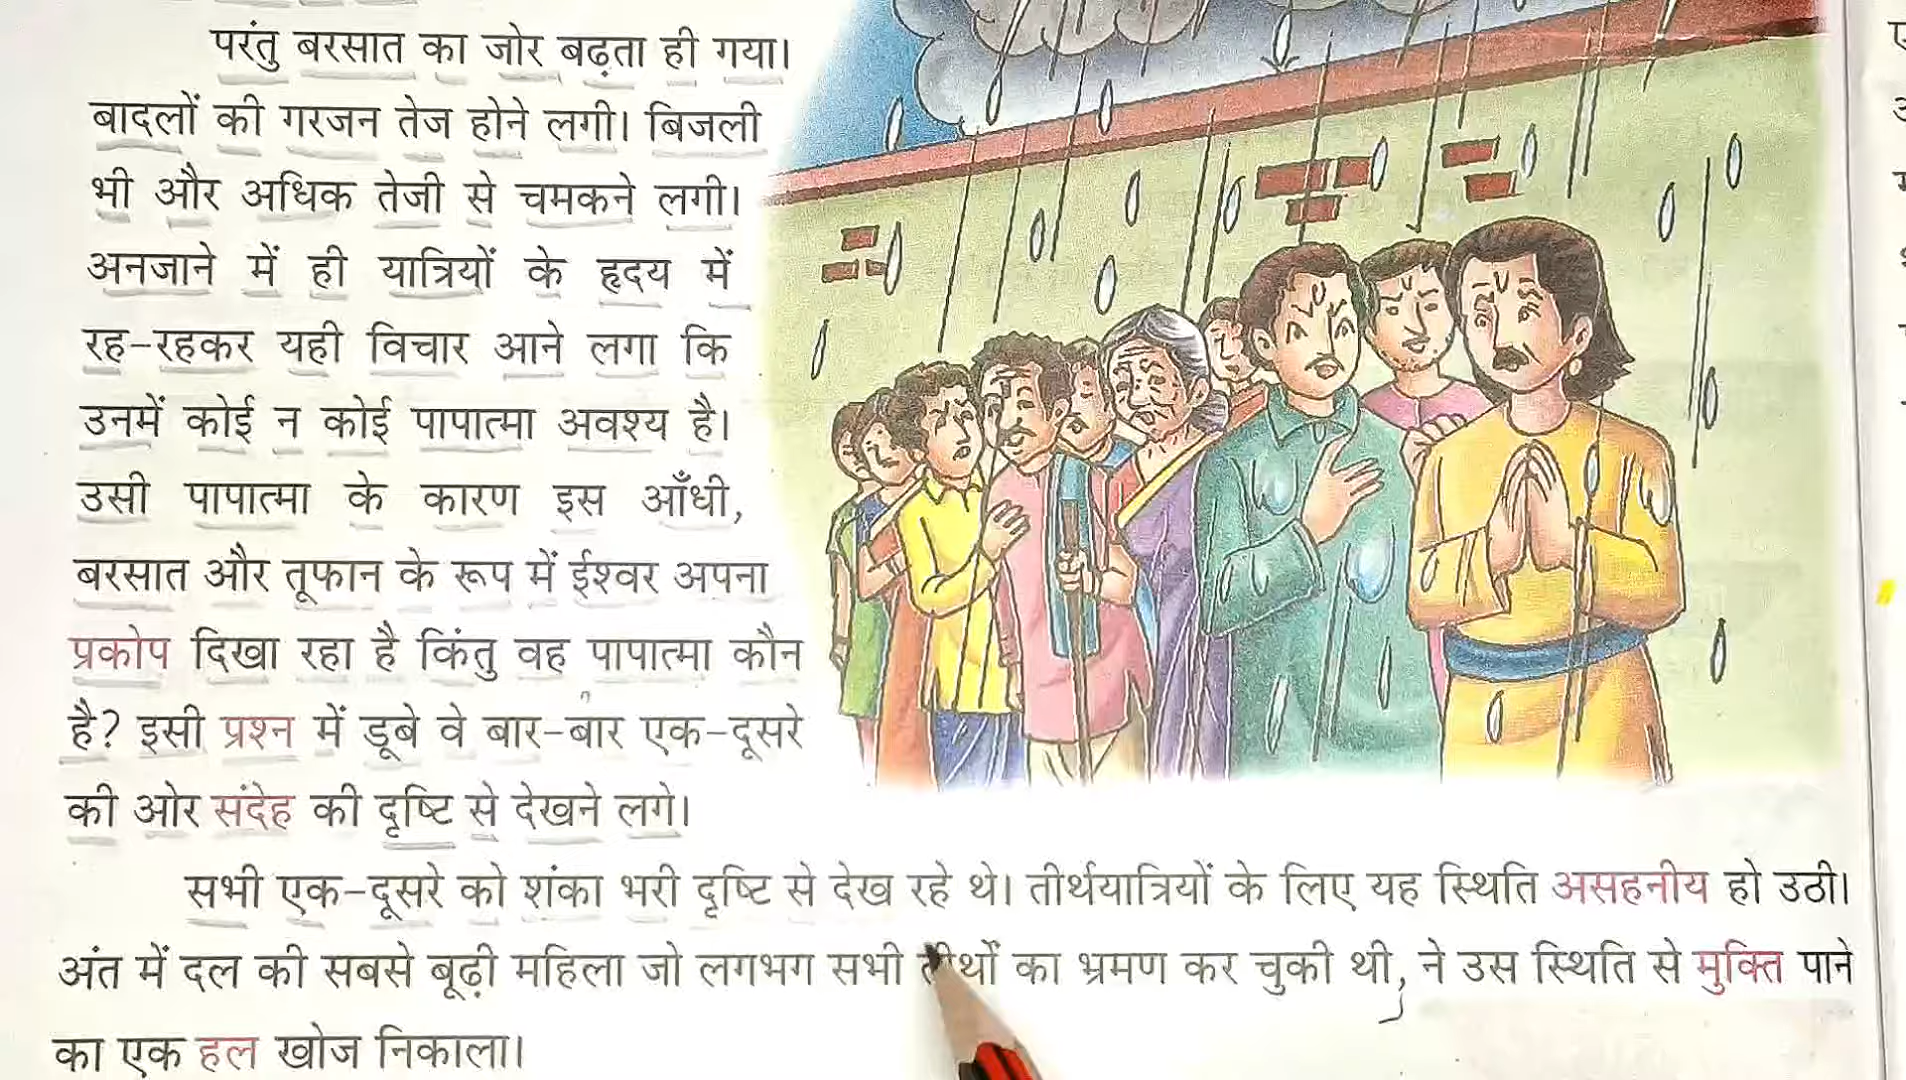 परंतु बरसात का जोर बढ़ता ही गया।
बादलों की गरजन तेज होने लगी। बिजली
भी और अधिक तेजी से चमकने लगी।
अनजाने में ही यात्रियों के हृदय में
रह-रहकर यही विचार आने लगा कि
उनमें कोई न कोई पापात्मा अवश्य है।
उसी पापात्मा के कारण इस आँधी,
बरसात और तूफान के रूप में ईश्वर अपना
प्रकोप दिखा रहा है किंतु वह पापात्मा कौन
है? इसी प्रश्न में डूबे वे बार-बार एक-दूसरे
की ओर संदेह की दृष्टि से देखने लगे।
सभी एक-दूसरे को शंका भरी दृष्टि से देख रहे थे। तीर्थयात्रियों के लिए यह स्थिति असहनीय हो उठी।
अंत में दल की सबसे बूढ़ी महिला जो लगभग सभी तीर्थों का भ्रमण कर चुकी थी, ने उस स्थिति से मुक्ति पाने
का एक हल खोज निकाला।